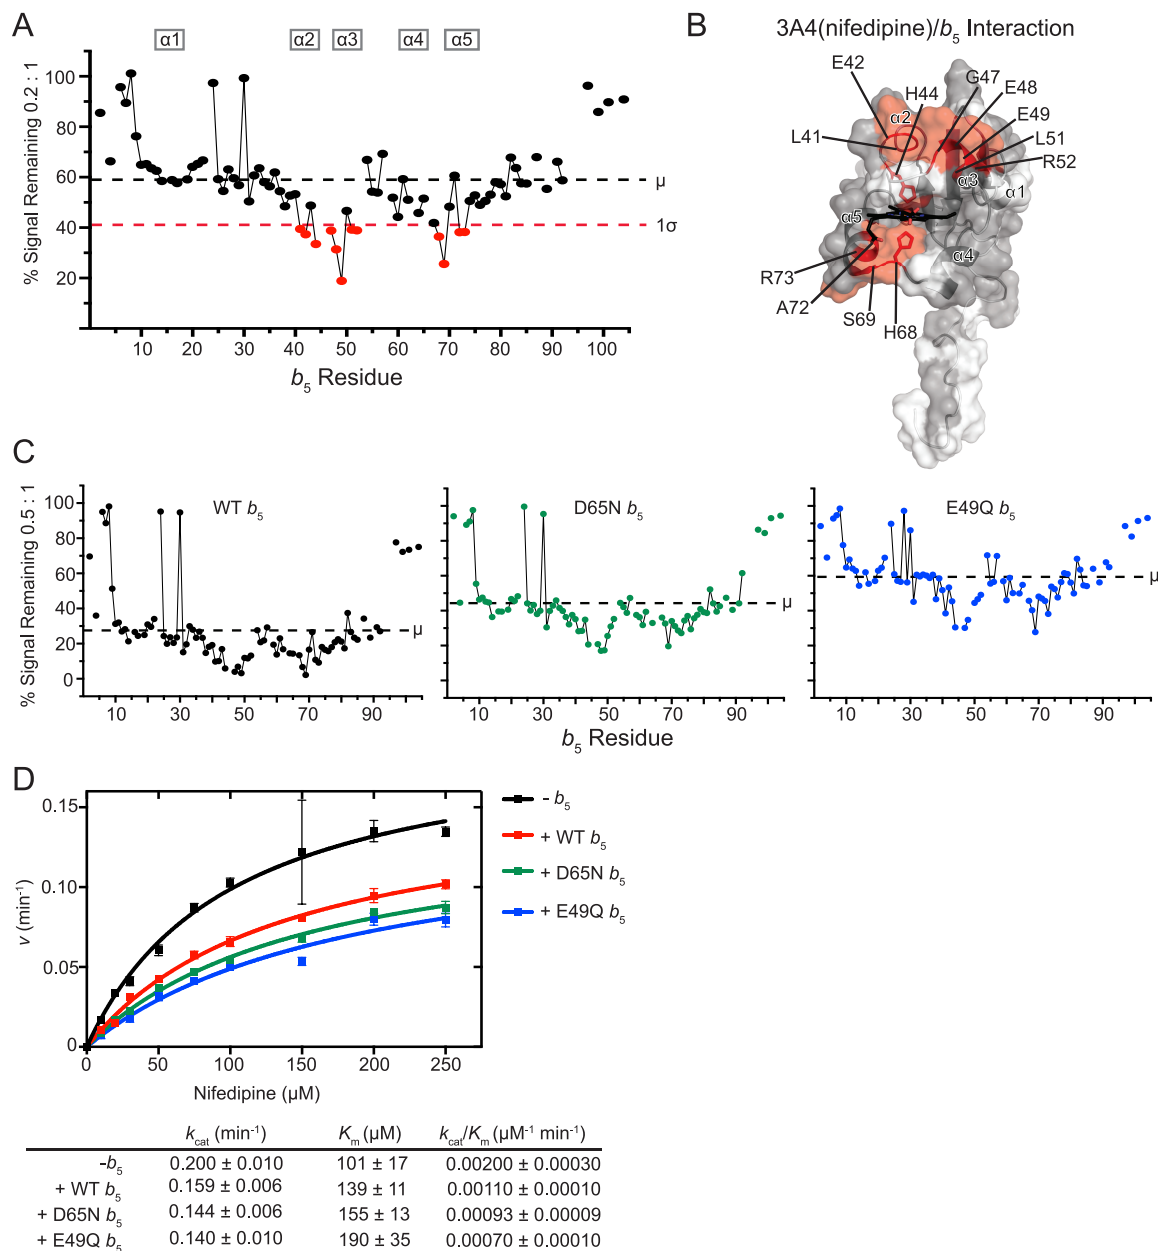 A
α1 α2 α3 α4 α5
% Signal Remaining 0.2 : 1
100
80
60
40
20
μ
1σ
10 20 30 40 50 60 70 80 90 100
b5 Residue
B
3A4(nifedipine)/b5 Interaction
E42
H44
G47
E48
E49
L51
R52
L41
α2
α3
α1
α5
α4
R73
A72
S69
H68
C
% Signal Remaining 0.5 : 1
100
80
60
40
20
0
WT b5
μ
D65N b5
μ
E49Q b5
μ
10 30 50 70 90
10 30 50 70 90
10 30 50 70 90
b5 Residue
D
v (min-1)
0.15
0.10
0.05
0
0 50 100 150 200 250
Nifedipine (μM)
- b5
+ WT b5
+ D65N b5
+ E49Q b5
kcat (min-1) Km (μM) kcat/Km (μM-1 min-1)
-b5 0.200 ± 0.010 101 ± 17 0.00200 ± 0.00030
+ WT b5 0.159 ± 0.006 139 ± 11 0.00110 ± 0.00010
+ D65N b5 0.144 ± 0.006 155 ± 13 0.00093 ± 0.00009
+ E49Q b5 0.140 ± 0.010 190 ± 35 0.00070 ± 0.00010